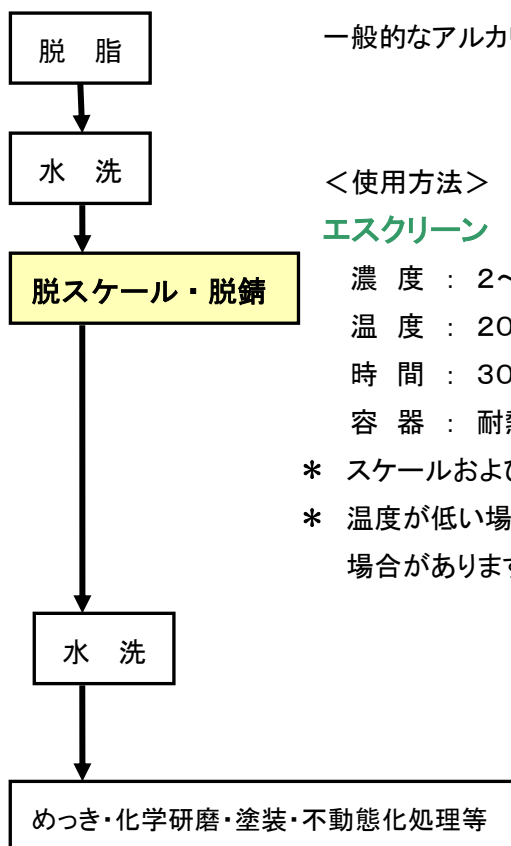 脱 脂
一般的なアルカ
水 洗
＜使用方法＞
エスクリーン
脱スケール・脱錆
濃 度 ： 2～
温 度 ： 20
時 間 ： 30
容 器 ： 耐
＊ スケールおよ
＊ 温度が低い場
場合があります
水 洗
めっき・化学研磨・塗装・不動態化処理等